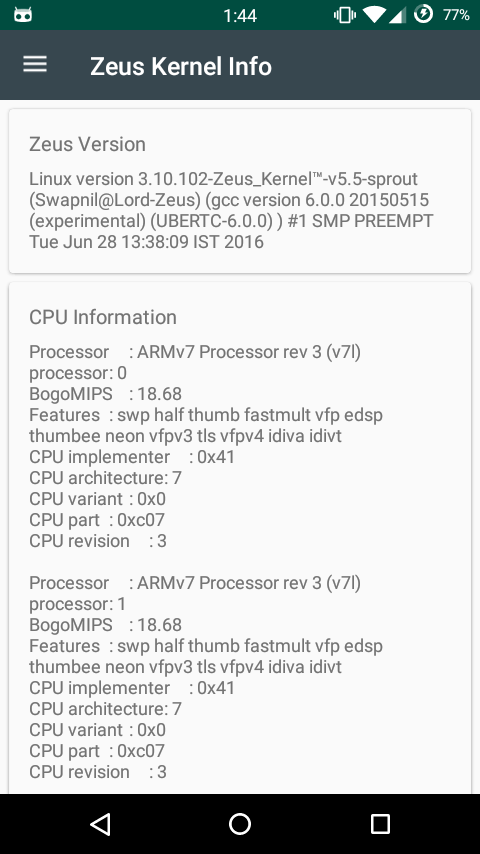 1:44
77%
Zeus Kernel Info
Zeus Version
Linux version 3.10.102-Zeus_Kernel™-v5.5-sprout
(Swapnil@Lord-Zeus) (gcc version 6.0.0 20150515
(experimental) (UBERTC-6.0.0) ) #1 SMP PREEMPT
Tue Jun 28 13:38:09 IST 2016
CPU Information
Processor : ARMv7 Processor rev 3 (v7l)
processor: 0
BogoMIPS : 18.68
Features : swp half thumb fastmult vfp edsp
thumbee neon vfpv3 tls vfpv4 idiva idivt
CPU implementer : 0x41
CPU architecture: 7
CPU variant : 0x0
CPU part : 0xc07
CPU revision : 3
Processor : ARMv7 Processor rev 3 (v7l)
processor: 1
BogoMIPS : 18.68
Features : swp half thumb fastmult vfp edsp
thumbee neon vfpv3 tls vfpv4 idiva idivt
CPU implementer : 0x41
CPU architecture: 7
CPU variant : 0x0
CPU part : 0xc07
CPU revision : 3